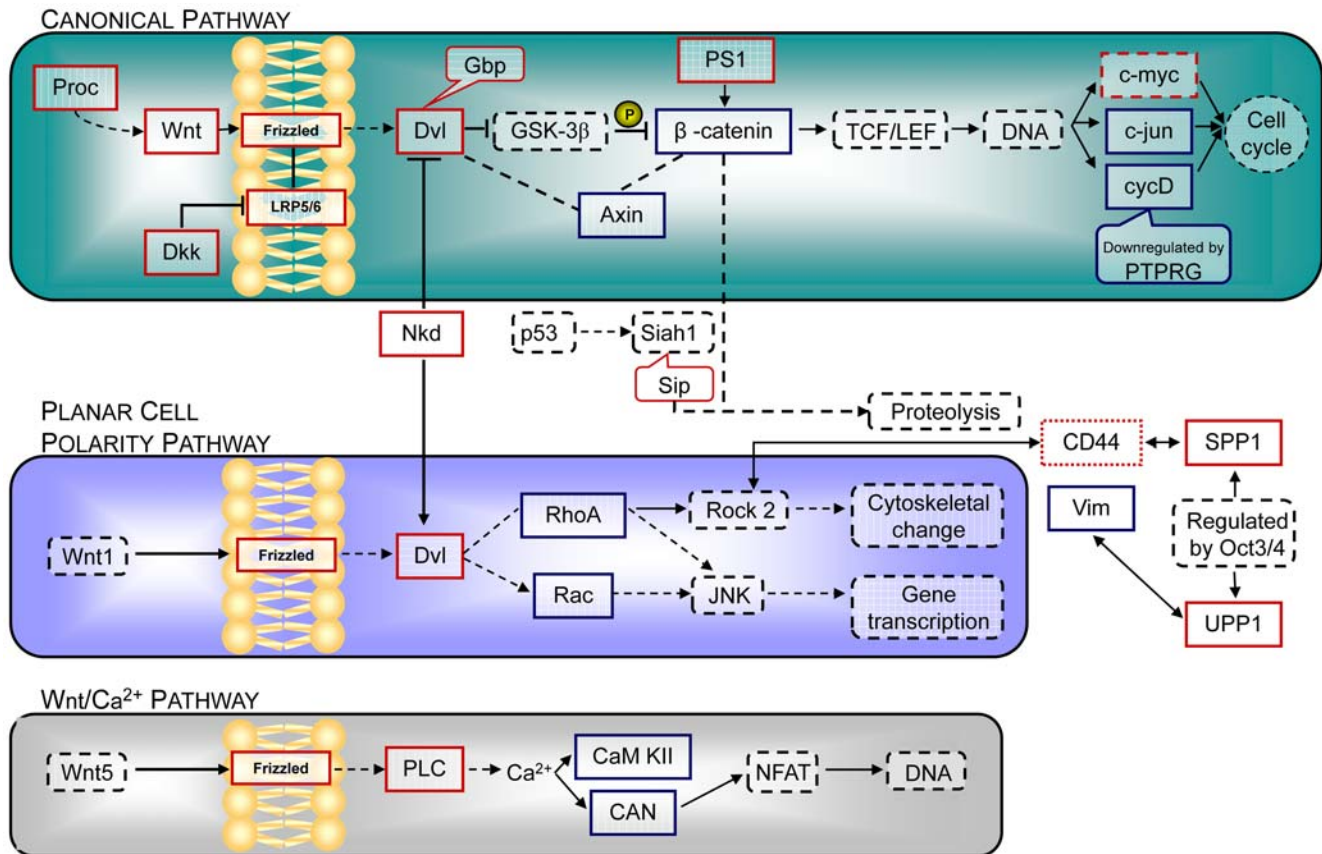 CANONICAL PATHWAY
Proc
Wnt
Frizzled
LRP5/6
Dkk
Gbp
Dvl
GSK-3β
P
PS1
β -catenin
Axin
TCF/LEF
DNA
c-myc
c-jun
cycD
Cell
cycle
Downregulated by
PTPRG
Nkd
p53
Siah1
Sip
Proteolysis
PLANAR CELL
POLARITY PATHWAY
Wnt1
Frizzled
Dvl
RhoA
Rac
Rock 2
JNK
Cytoskeletal
change
Gene
transcription
CD44
SPP1
Vim
Regulated
by Oct3/4
UPP1
Wnt/Ca²⁺ PATHWAY
Wnt5
Frizzled
PLC
Ca²⁺
CaM KII
CAN
NFAT
DNA